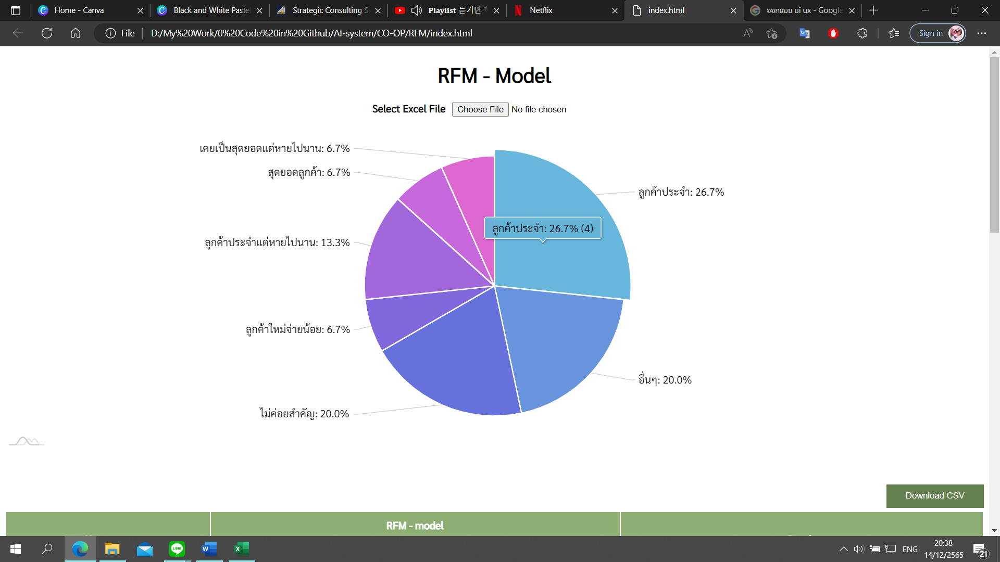 Home - Canva
Black and White Paste
Strategic Consulting S
Playlist 듣기만
Netflix
index.html
ออกแบบ ui ux - Google
File
D:/My%20Work/0%20Code%20in%20Github/AI-system/CO-OP/RFM/index.html
Sign in
RFM - Model
Select Excel File Choose File No file chosen
เคยเป็นสุดยอดแต่หายไปนาน: 6.7%
สุดยอดลูกค้า: 6.7%
ลูกค้าประจำ: 26.7%
ลูกค้าประจำ: 26.7% (4)
ลูกค้าประจำแต่หายไปนาน: 13.3%
ลูกค้าใหม่จ่ายน้อย: 6.7%
อื่นๆ: 20.0%
ไม่ค่อยสำคัญ: 20.0%
Download CSV
RFM - model
LINE
ENG
20:38
14/12/2565
21